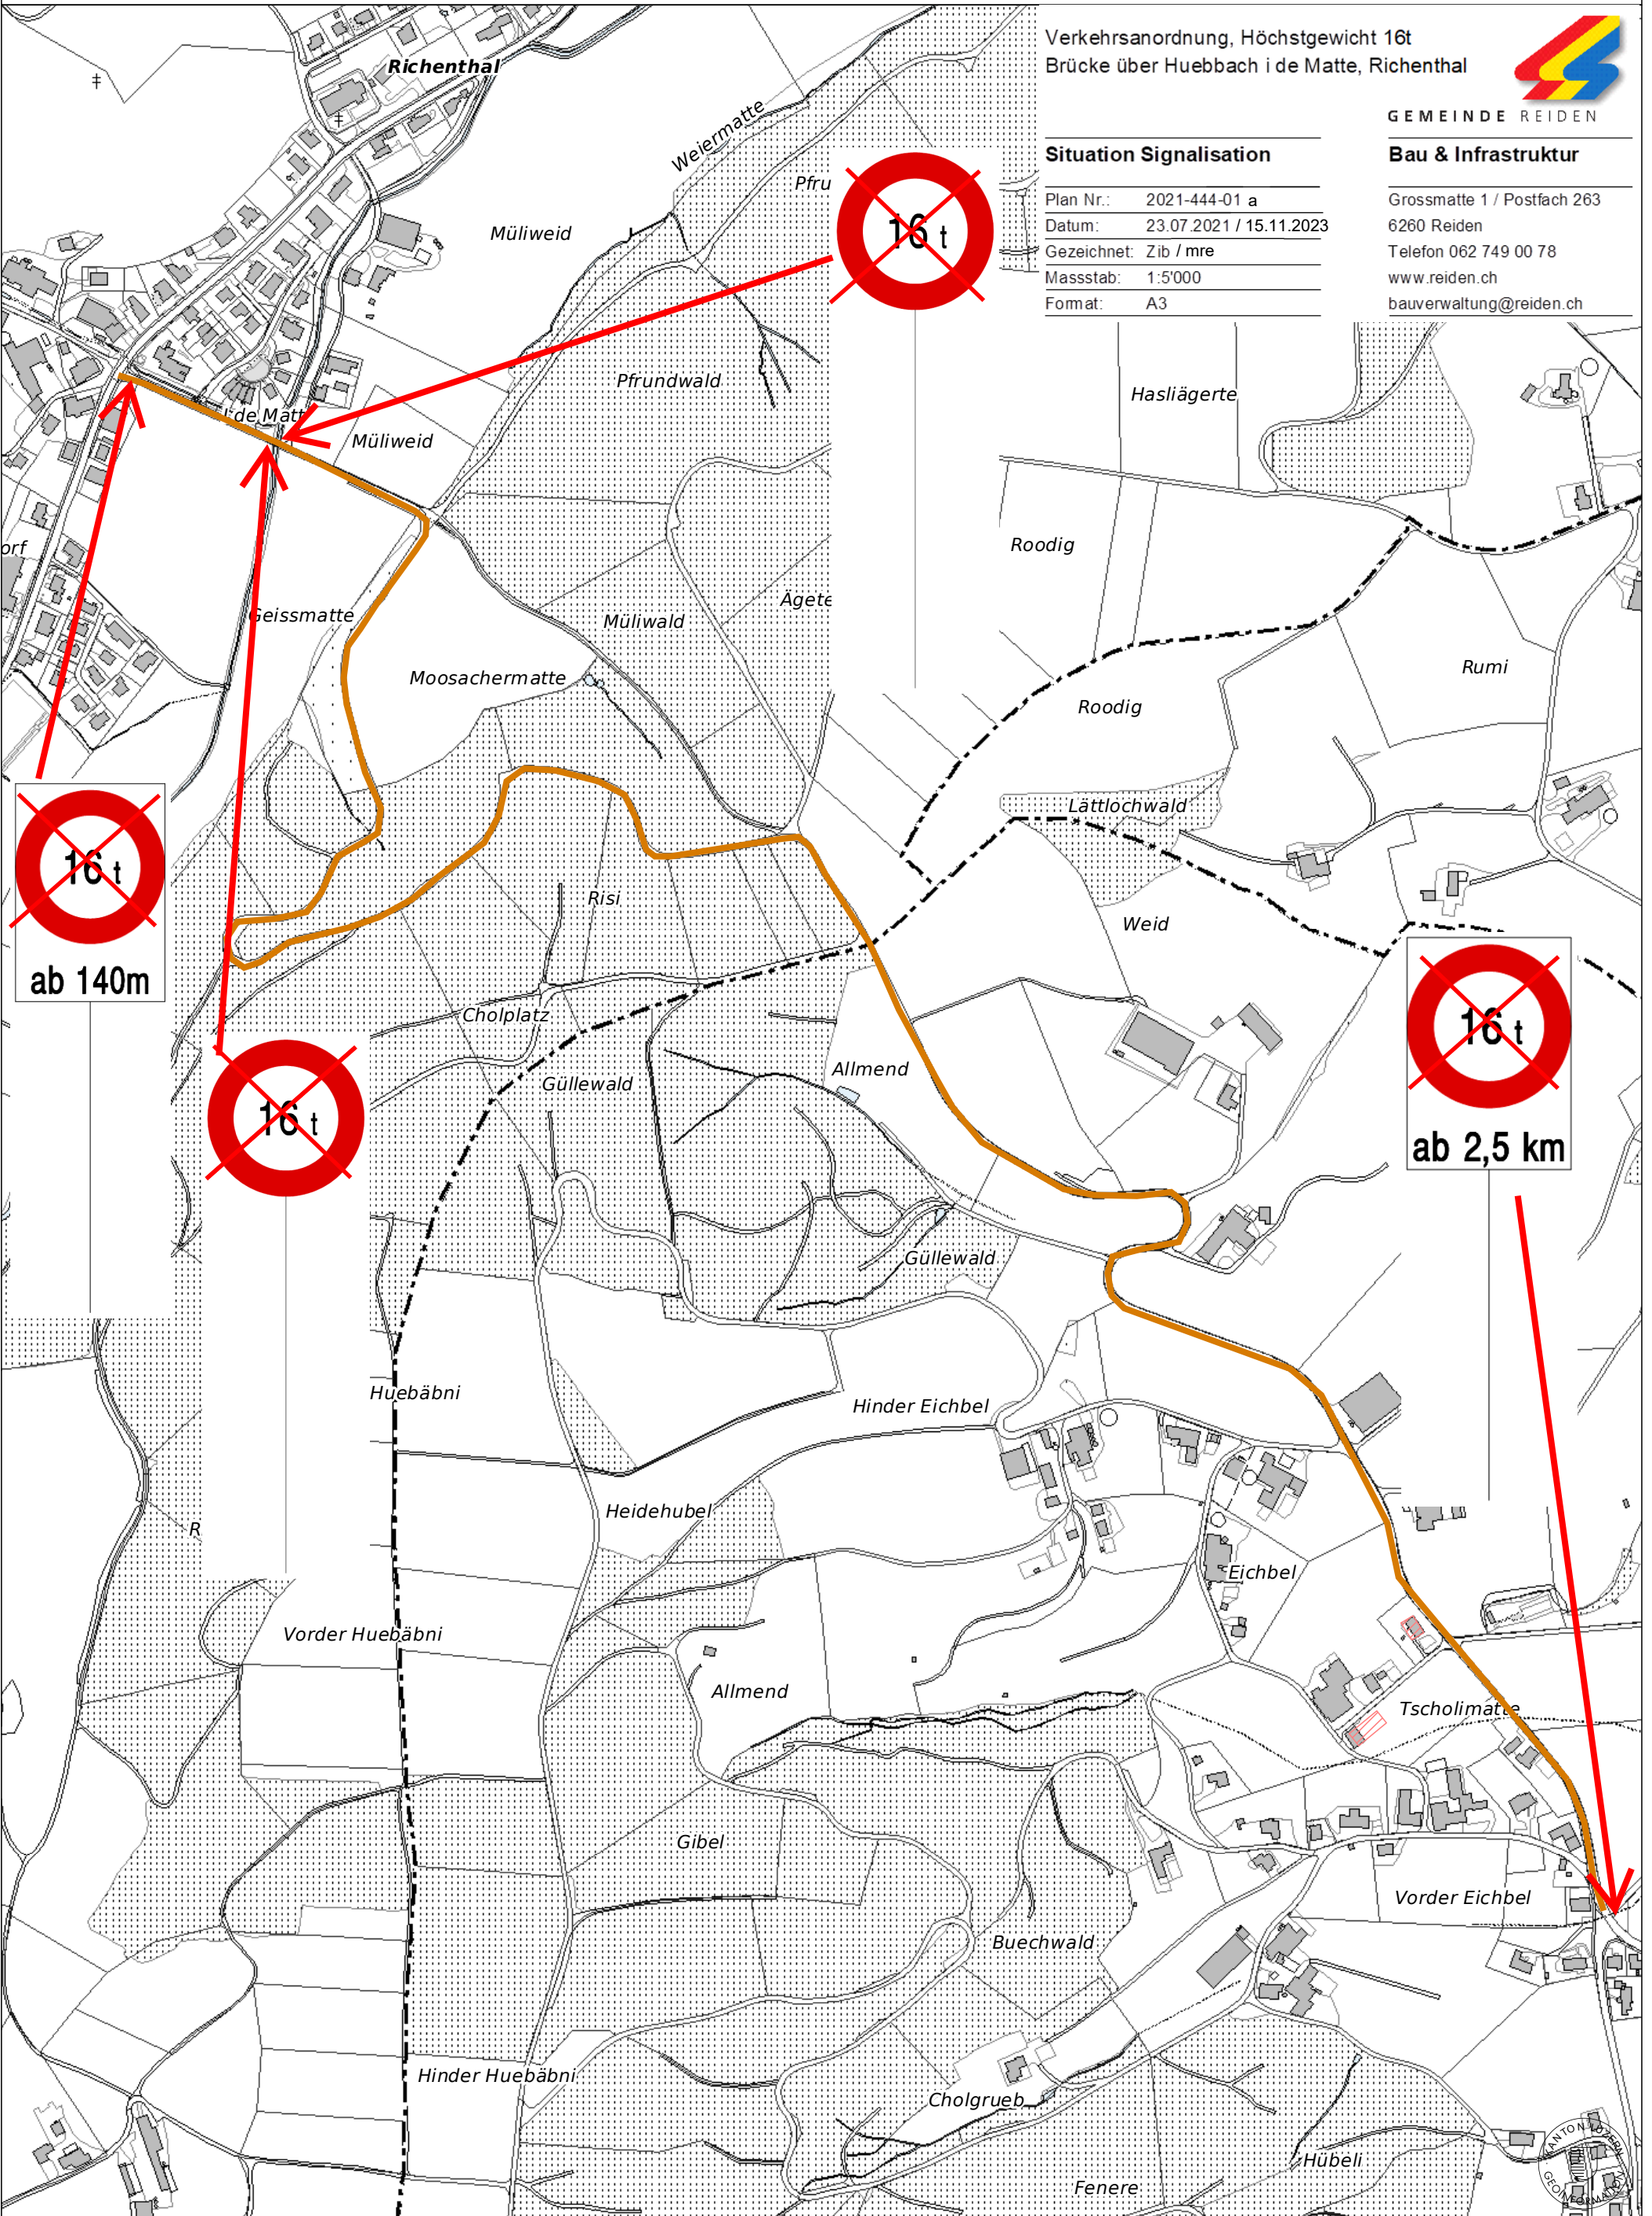 Verkehrsanordnung, Höchstgewicht 16t
Brücke über Huebbach i de Matte, Richenthal
GEMEINDE REIDEN
Situation Signalisation
Bau & Infrastruktur
Plan Nr.: 2021-444-01 a
Datum: 23.07.2021 / 15.11.2023
Gezeichnet: Zib / mre
Massstab: 1:5'000
Format: A3
Grossmatte 1 / Postfach 263
6260 Reiden
Telefon 062 749 00 78
www.reiden.ch
bauverwaltung@reiden.ch
Richenthal
Weiermatte
Pfru
16 t
Müliweid
Pfrundwald
Hasliägerte
I de Matt
Müliweid
Roodig
orf
Ägete
Geissmatte
Müliwald
Rumi
Moosachermatte
Roodig
Lättlochwald
16 t
ab 140m
Risi
Weid
Cholplatz
16 t
ab 2,5 km
Allmend
Güllewald
16 t
Güllewald
Huebäbni
Hinder Eichbel
Heidehubel
R
Eichbel
Vorder Huebäbni
Allmend
Tscholimatte
Gibel
Vorder Eichbel
Buechwald
Hinder Huebäbni
Cholgrueb
Hübeli
Fenere
KANTON LUZERN
GEOINFORMATION